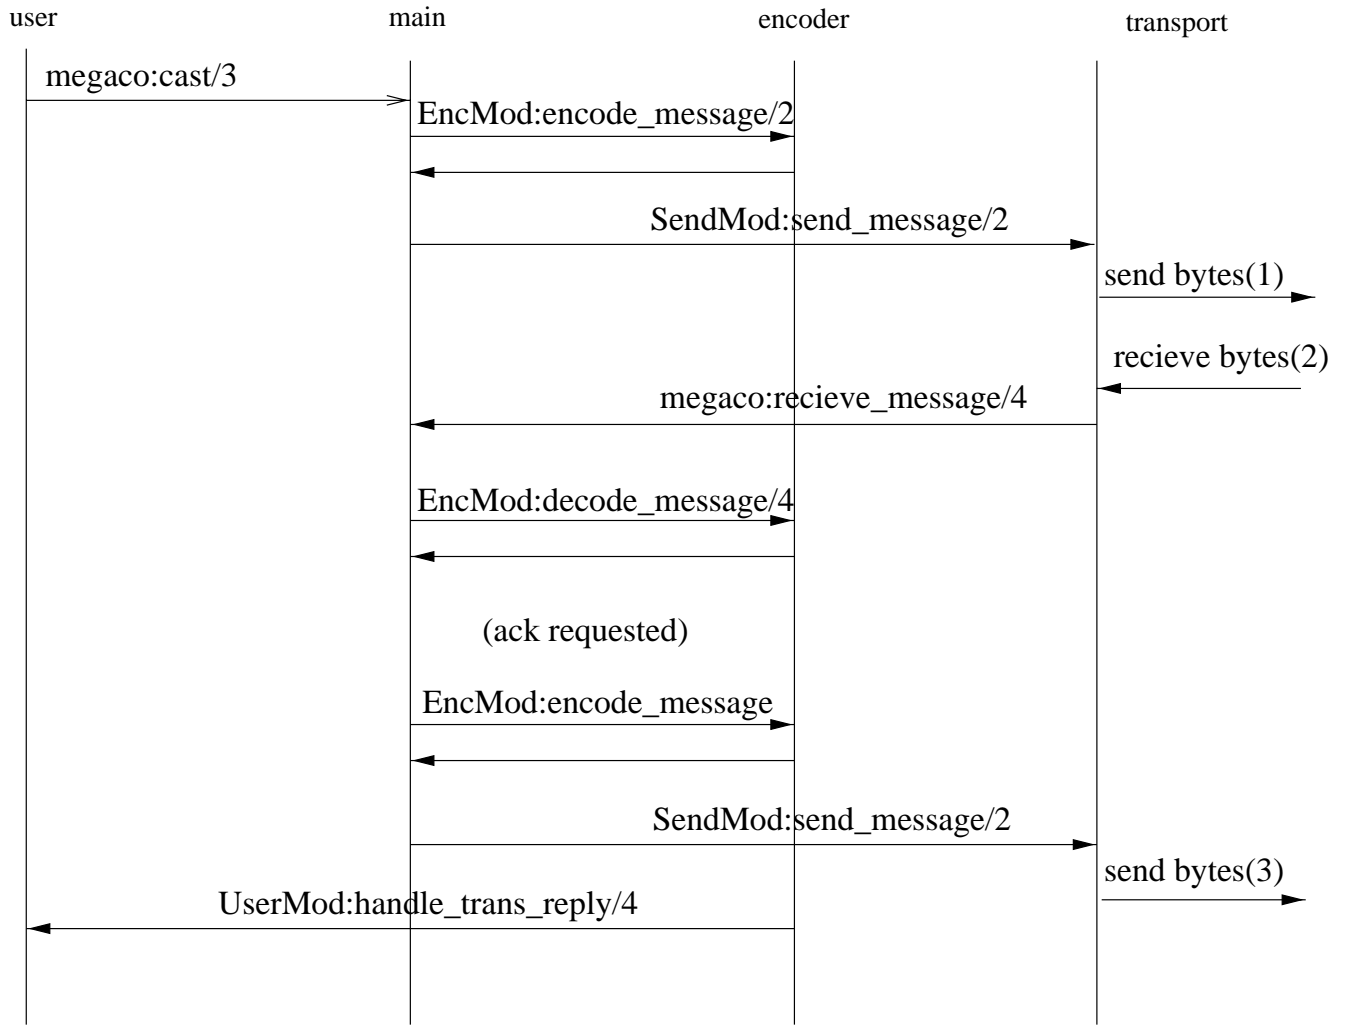 user
main
encoder
transport
megaco:cast/3
EncMod:encode_message/2
SendMod:send_message/2
send bytes(1)
recieve bytes(2)
megaco:recieve_message/4
EncMod:decode_message/4
(ack requested)
EncMod:encode_message
SendMod:send_message/2
send bytes(3)
UserMod:handle_trans_reply/4